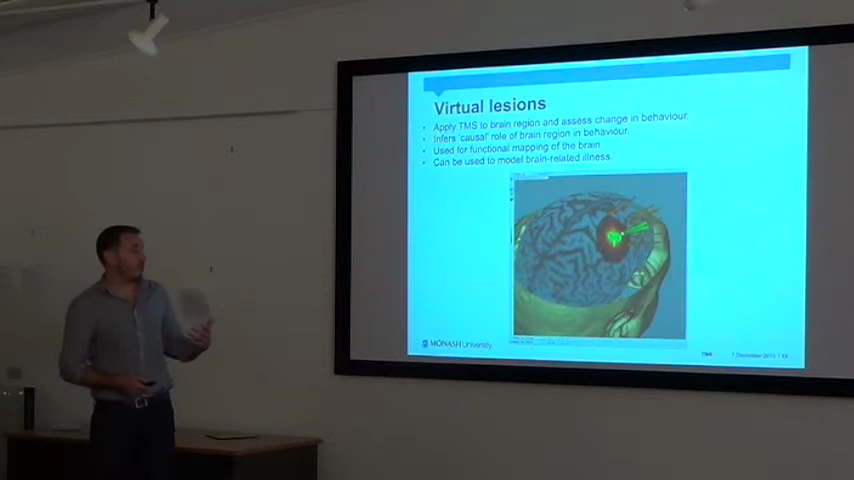 Virtual lesions
• Apply TMS to brain region and assess change in behaviour.
• Infers 'causal' role of brain region in behaviour.
• Used for functional mapping of the brain
• Can be used to model brain-related illness.
MONASH University
TMS